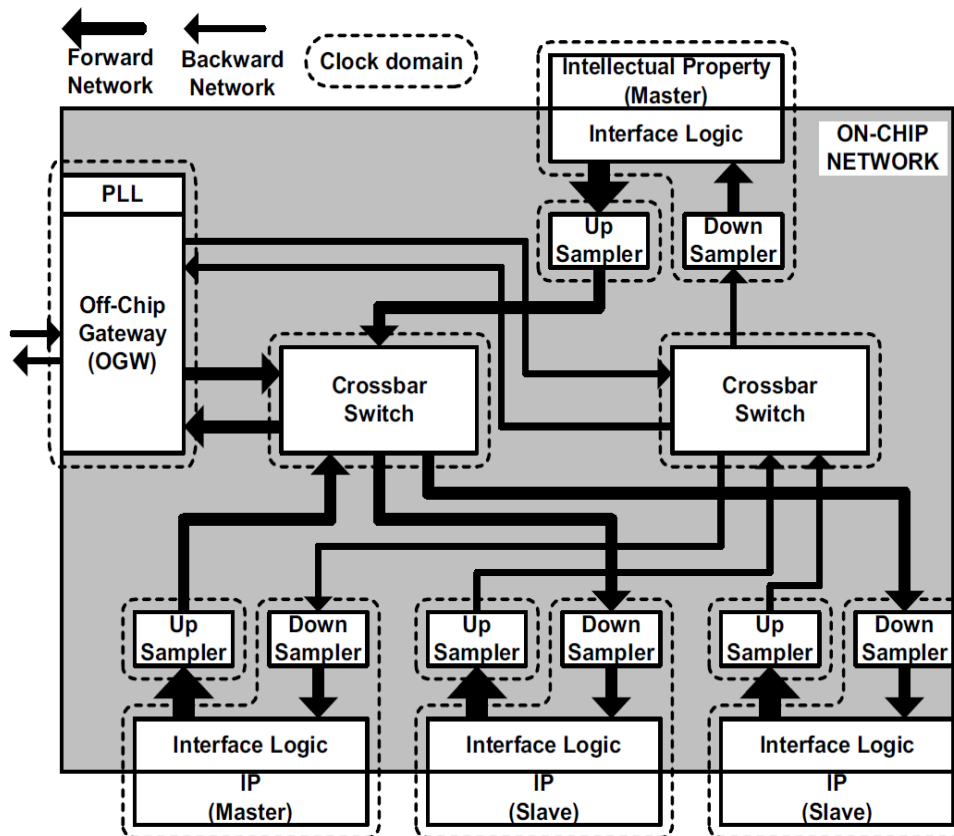 Forward
Network
Backward
Network
Clock domain
Intellectual Property
(Master)
Interface Logic
ON-CHIP
NETWORK
PLL
Off-Chip
Gateway
(OGW)
Up
Sampler
Down
Sampler
Crossbar
Switch
Crossbar
Switch
Up
Sampler
Down
Sampler
Up
Sampler
Down
Sampler
Up
Sampler
Down
Sampler
Interface Logic
IP
(Master)
Interface Logic
IP
(Slave)
Interface Logic
IP
(Slave)